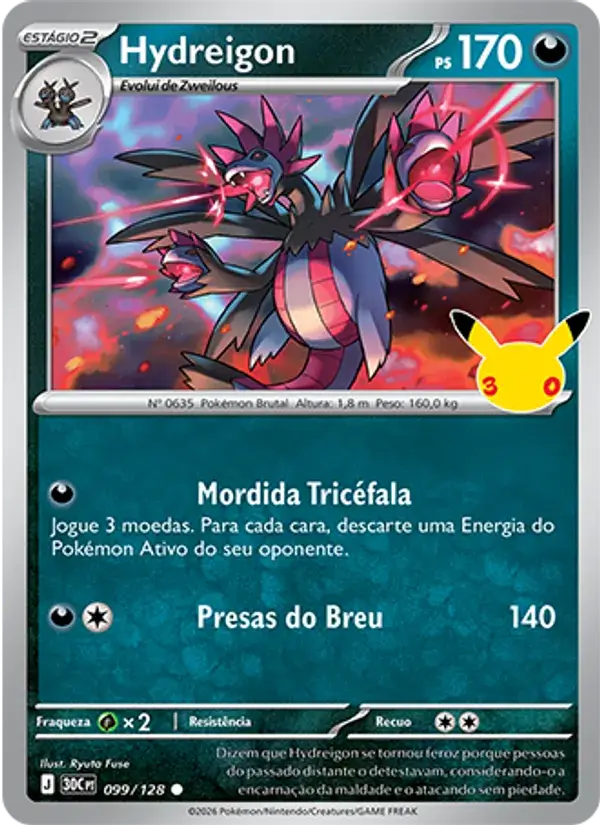 ESTÁGIO 2
Hydreigon
PS 170
Evolui de Zweilous
30
Nº 0635 Pokémon Brutal Altura: 1,8 m Peso: 160,0 kg
Mordida Tricéfala
Jogue 3 moedas. Para cada cara, descarte uma Energia do
Pokémon Ativo do seu oponente.
Presas do Breu 140
Fraqueza × 2 Resistência Recuo
Ilust. Ryuta Fuse
Dizem que Hydreigon se tornou feroz porque pessoas
do passado distante o detestavam, considerando-o a
encarnação da maldade e o atacando sem piedade.
J 30C PT 099/128
©2026 Pokémon/Nintendo/Creatures/GAME FREAK